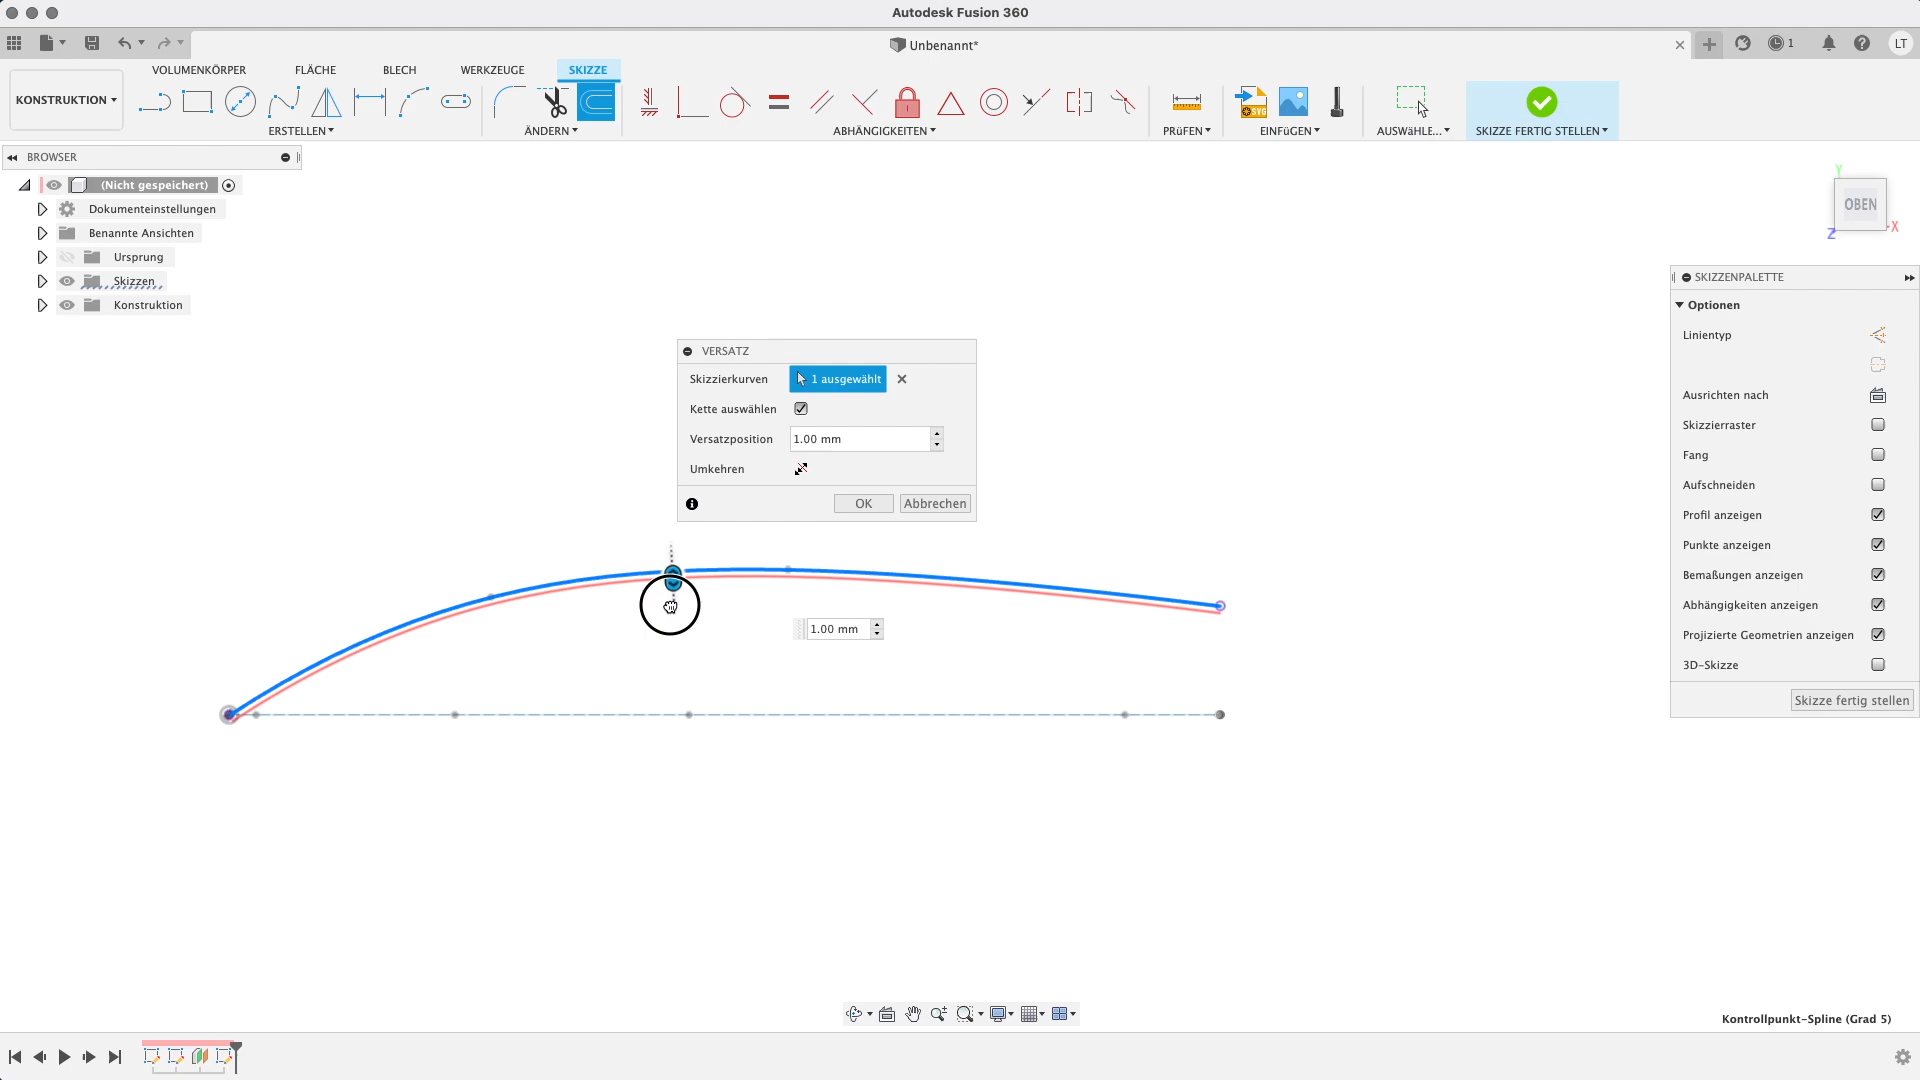 Autodesk Fusion 360
Unbenannt*
1
LT
VOLUMENKÖRPER
FLÄCHE
BLECH
WERKZEUGE
SKIZZE
KONSTRUKTION
ERSTELLEN
ÄNDERN
ABHÄNGIGKEITEN
PRüFEN
EINFüGEN
AUSWäHLE...
SKIZZE FERTIG STELLEN
SVG
BROWSER
(Nicht gespeichert)
Dokumenteinstellungen
Benannte Ansichten
Ursprung
Skizzen
Konstruktion
Y
OBEN
X
Z
SKIZZENPALETTE
Optionen
Linientyp
Ausrichten nach
Skizzierraster
Fang
Aufschneiden
Profil anzeigen
Punkte anzeigen
Bemaßungen anzeigen
Abhängigkeiten anzeigen
Projizierte Geometrien anzeigen
3D-Skizze
Skizze fertig stellen
VERSATZ
Skizzierkurven
1 ausgewählt
Kette auswählen
Versatzposition
1.00 mm
Umkehren
OK
Abbrechen
1.00 mm
Kontrollpunkt-Spline (Grad 5)